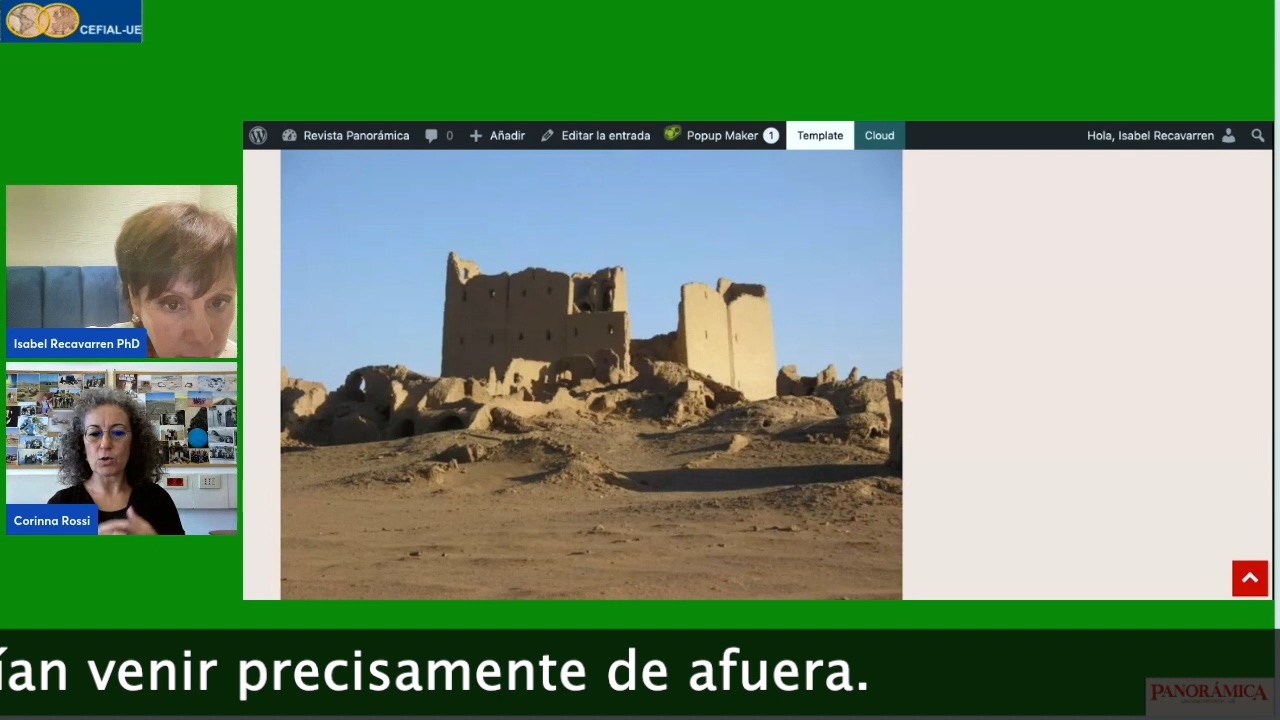 CEFIAL-UE
Revista Panorámica 0 Añadir Editar la entrada Popup Maker 1 Template Cloud Hola, Isabel Recavarren
Isabel Recavarren PhD
Corinna Rossi
ían venir precisamente de afuera.
PANORÁMICA